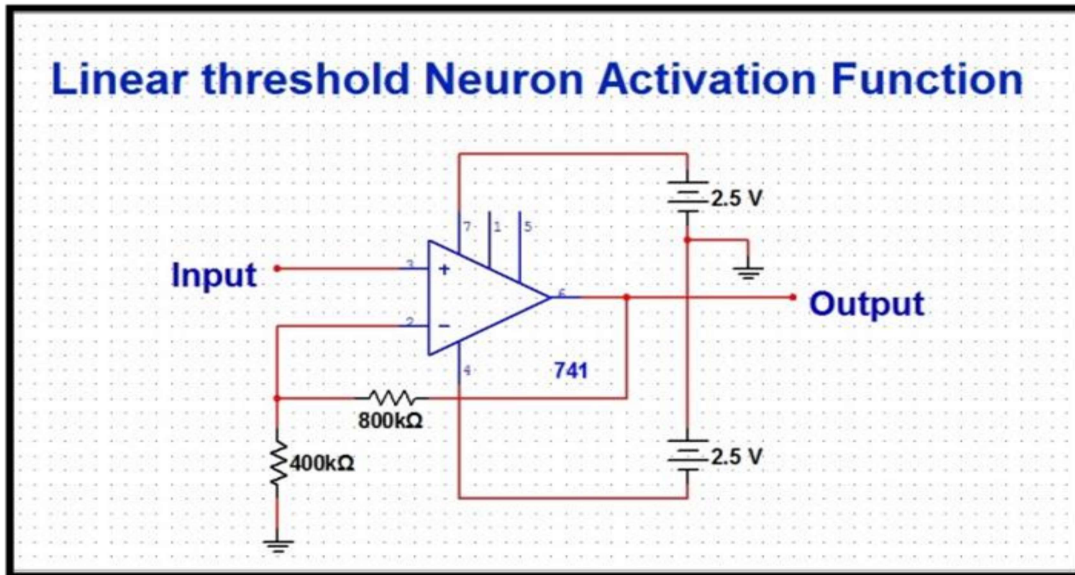 Linear threshold Neuron Activation Function
2.5 V
7 1 5
Input
3
+
6
Output
2
−
4
741
800kΩ
2.5 V
400kΩ